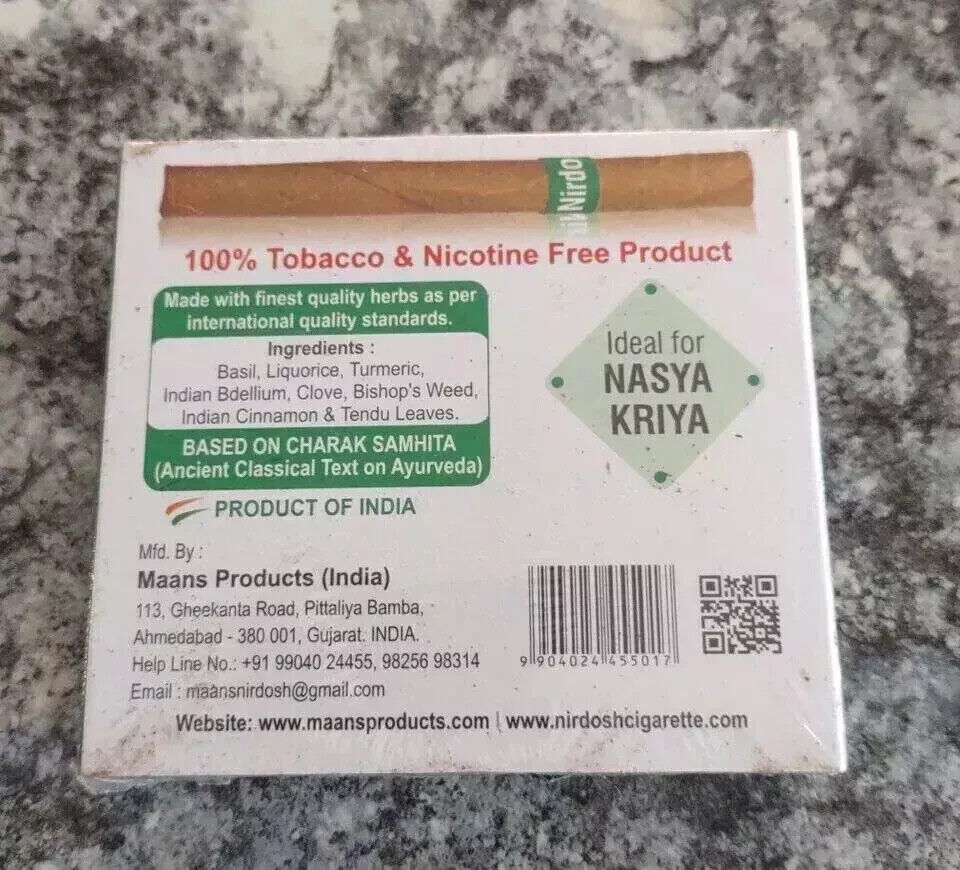 Nirdo
100% Tobacco & Nicotine Free Product
Made with finest quality herbs as per
international quality standards.
Ingredients :
Basil, Liquorice, Turmeric,
Indian Bdellium, Clove, Bishop's Weed,
Indian Cinnamon & Tendu Leaves.
BASED ON CHARAK SAMHITA
(Ancient Classical Text on Ayurveda)
Ideal for
NASYA
KRIYA
PRODUCT OF INDIA
Mfd. By :
Maans Products (India)
113, Gheekanta Road, Pittaliya Bamba,
Ahmedabad - 380 001, Gujarat. INDIA.
Help Line No.: +91 99040 24455, 98256 98314
Email : maansnirdosh@gmail.com
9 904024 455017
Website: www.maansproducts.com | www.nirdoshcigarette.com